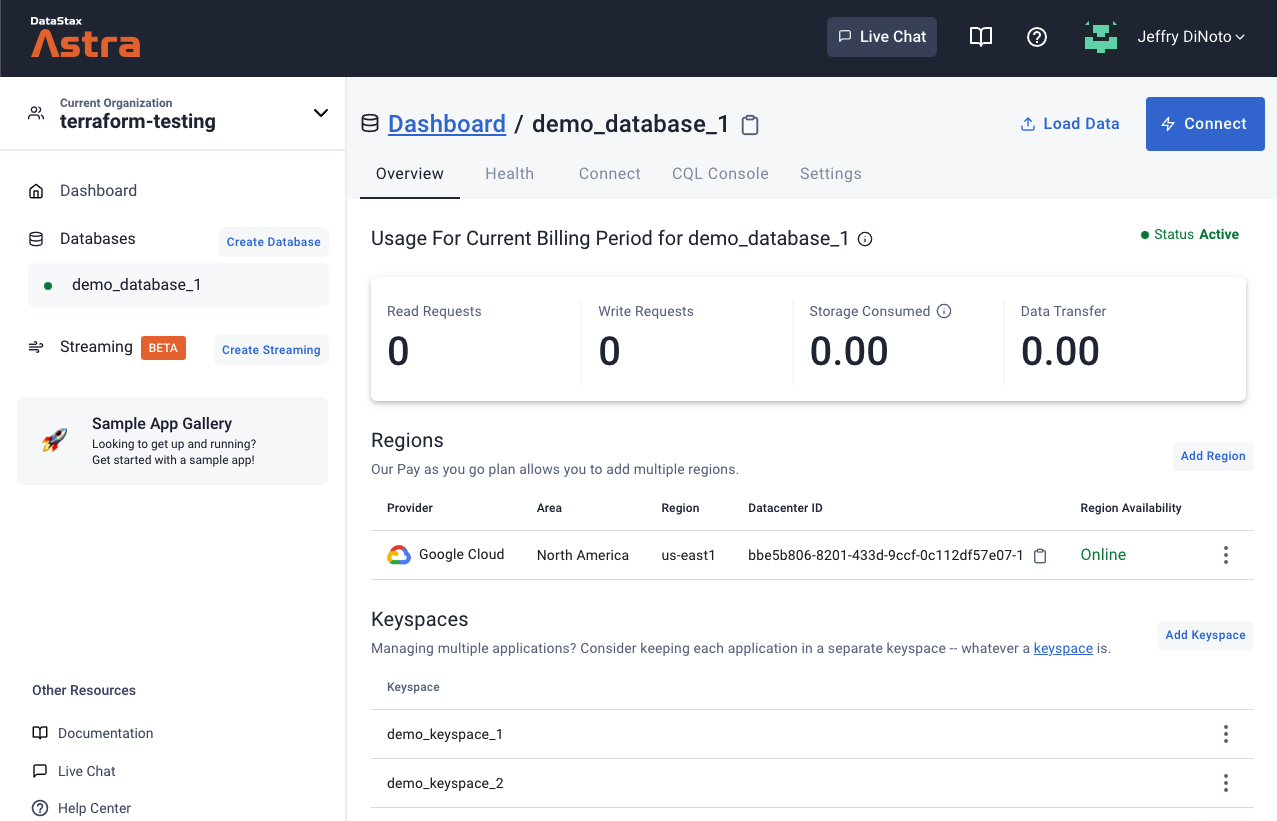 DataStax
Astra
Live Chat
Jeffry DiNoto
Current Organization
terraform-testing
Dashboard
Databases
Create Database
demo_database_1
Streaming BETA
Create Streaming
Sample App Gallery
Looking to get up and running?
Get started with a sample app!
Other Resources
Documentation
Live Chat
Help Center
Dashboard / demo_database_1
Load Data
Connect
Overview Health Connect CQL Console Settings
Usage For Current Billing Period for demo_database_1
Status Active
Read Requests Write Requests Storage Consumed Data Transfer
0 0 0.00 0.00
Regions
Our Pay as you go plan allows you to add multiple regions.
Add Region
Provider Area Region Datacenter ID Region Availability
Google Cloud North America us-east1 bbe5b806-8201-433d-9ccf-0c112df57e07-1 Online
Keyspaces
Managing multiple applications? Consider keeping each application in a separate keyspace -- whatever a keyspace is.
Add Keyspace
Keyspace
demo_keyspace_1
demo_keyspace_2